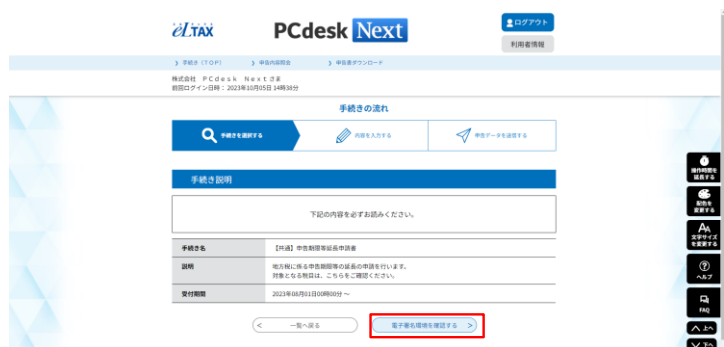 eLTAX
PCdesk Next
ログアウト
利用者情報
手続き（TOP）
申告内容照会
申告書ダウンロード
株式会社　ＰＣｄｅｓｋ　Ｎｅｘｔさま
前回ログイン日時：2023年10月05日 14時38分
手続きの流れ
手続きを選択する
内容を入力する
申告データを送信する
手続き説明
下記の内容を必ずお読みください。
手続き名
【共通】申告期限等延長申請書
説明
地方税に係る申告期限等の延長の申請を行います。
対象となる税目は、こちらをご確認ください。
受付期間
2023年08月01日00時00分 ～
< 一覧へ戻る
電子署名環境を確認する >
操作時間を
延長する
配色を
変更する
AA
文字サイズ
を変更する
ヘルプ
FAQ
上へ
下へ